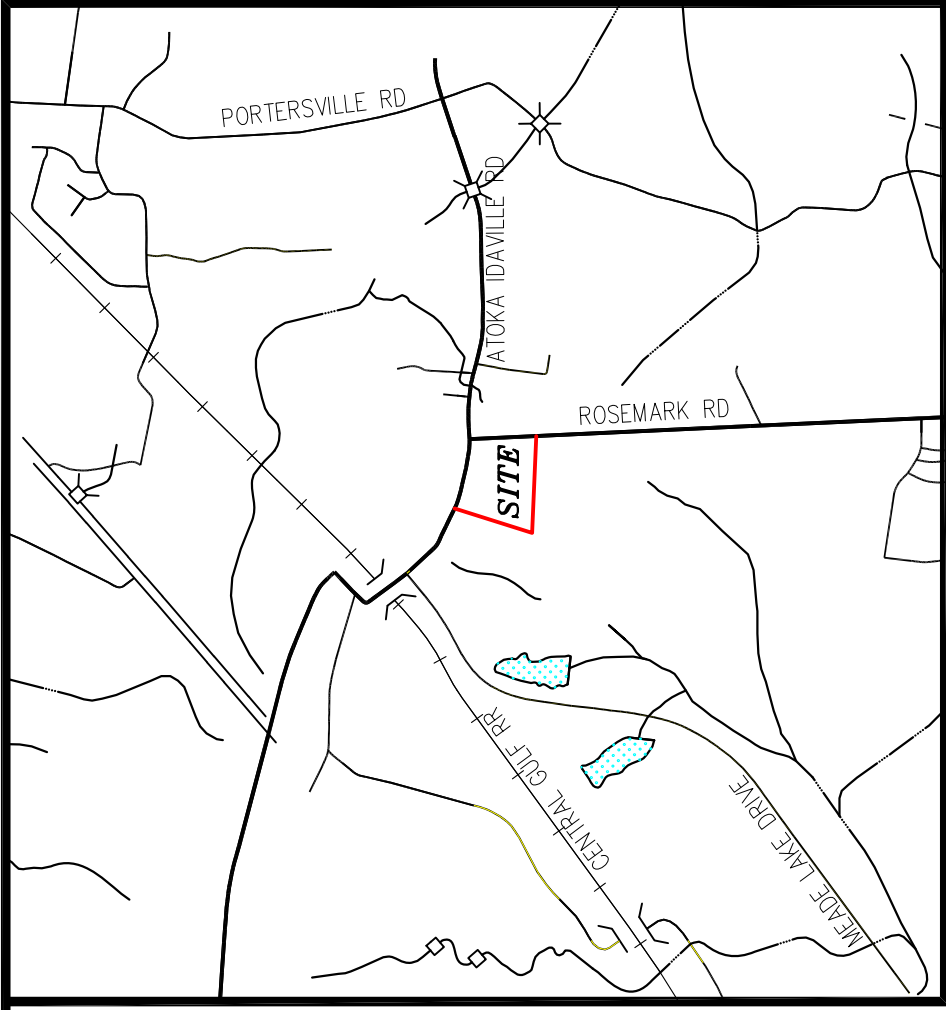 PORTERSVILLE RD
ATOKA IDAVILLE RD
ROSEMARK RD
SITE
CENTRAL GULF RR
MEADE LAKE DRIVE